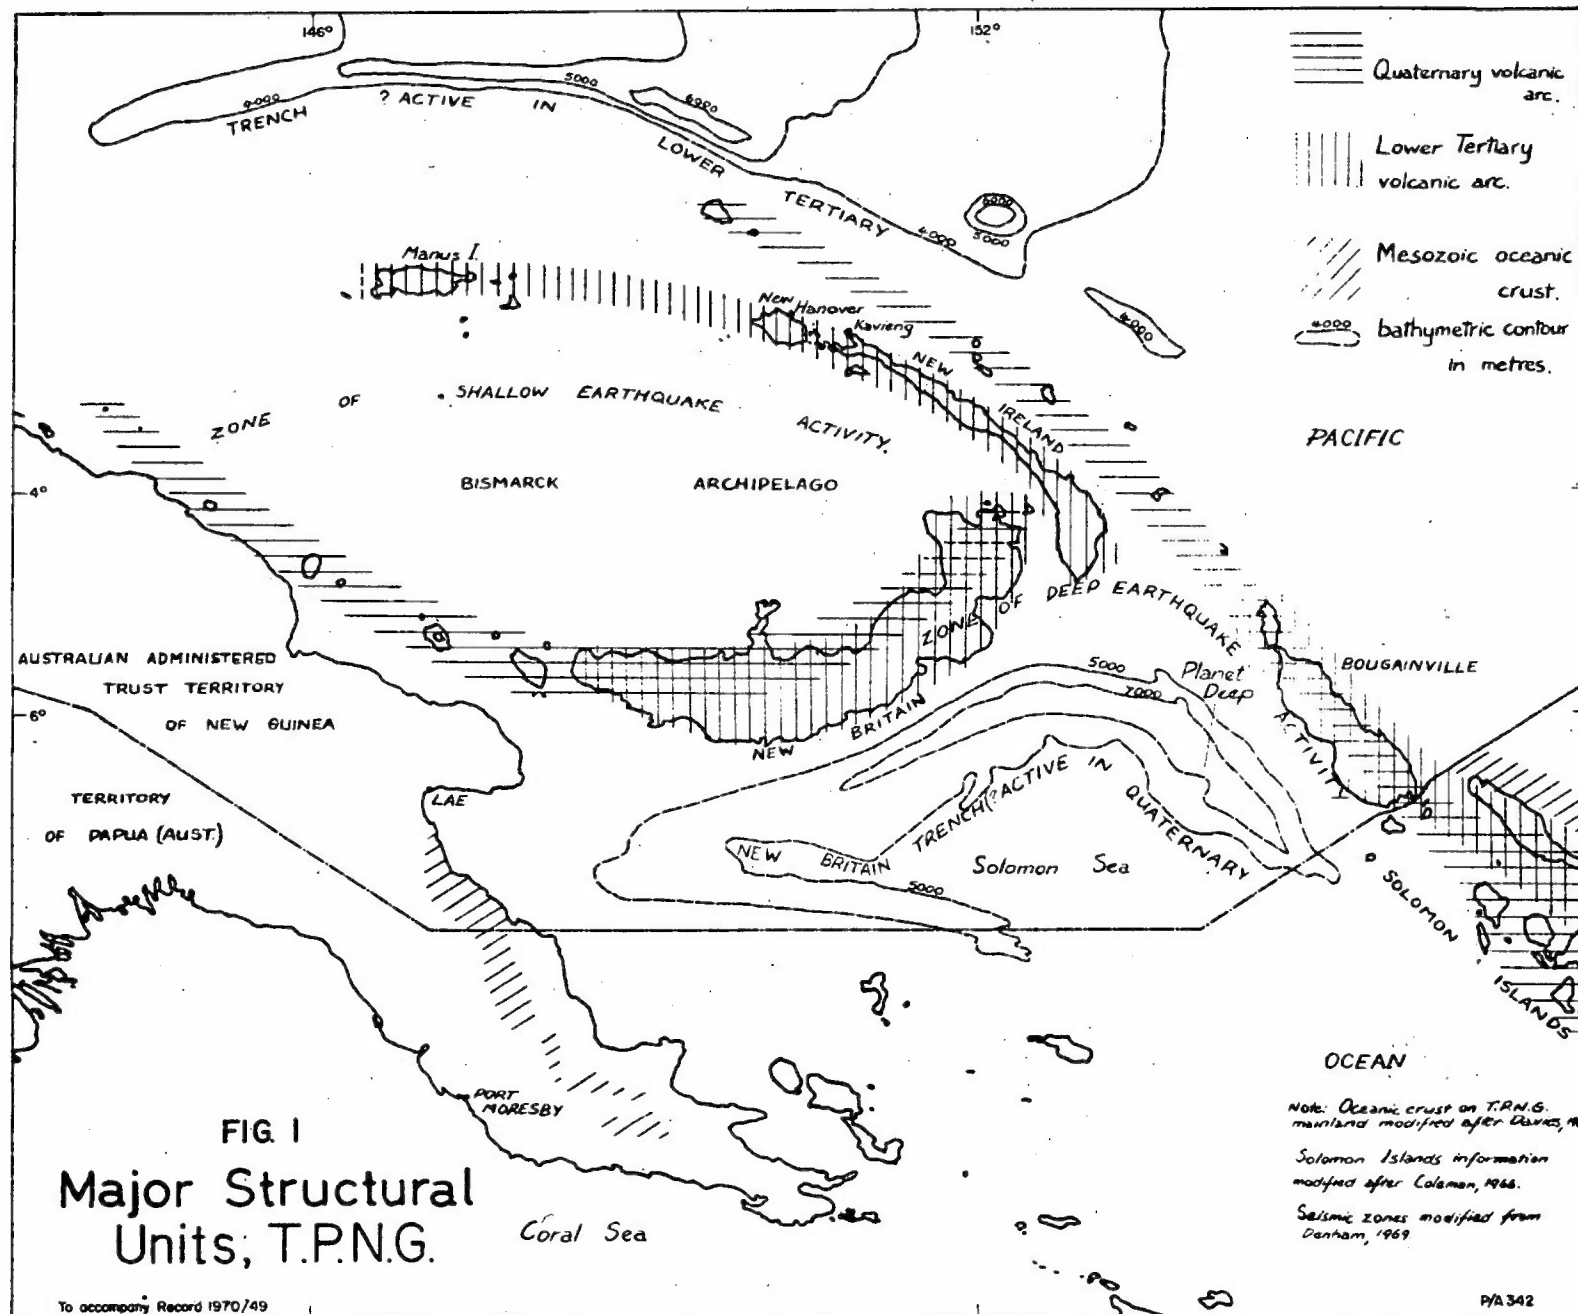 146°
152°
4000
5000
6000
TRENCH ? ACTIVE IN LOWER TERTIARY
4000
6000
5000
4000
Quaternary volcanic
arc.
Lower Tertiary
volcanic arc.
Mesozoic oceanic
crust.
4000
bathymetric contour
in metres.
Manus I.
New
Hanover
Kavieng
NEW IRELAND
ZONE OF SHALLOW EARTHQUAKE ACTIVITY.
PACIFIC
BISMARCK ARCHIPELAGO
4°
ZONE OF DEEP EARTHQUAKE ACTIVITY
AUSTRALIAN ADMINISTERED
TRUST TERRITORY
OF NEW GUINEA
BOUGAINVILLE
5000
7000
Planet
Deep
6°
NEW BRITAIN
LAE
TERRITORY
OF PAPUA (AUST.)
NEW BRITAIN TRENCH (? ACTIVE IN QUATERNARY
5000
Solomon Sea
SOLOMON ISLANDS
PORT
MORESBY
OCEAN
FIG. 1
Major Structural
Units, T.P.N.G.
Coral Sea
Note: Oceanic crust on T.P.N.G.
mainland modified after Davies,
Solomon Islands information
modified after Coleman, 1966.
Seismic zones modified from
Denham, 1969
To accompany Record 1970/49
P/A 342